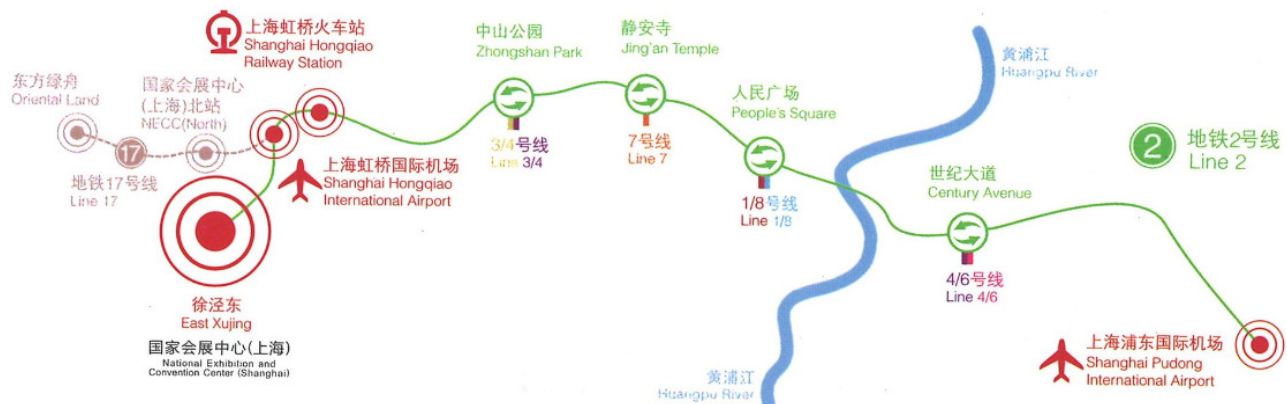 上海虹桥火车站
Shanghai Hongqiao
Railway Station
中山公园
Zhongshan Park
静安寺
Jing'an Temple
黄浦江
Huangpu River
东方绿舟
Oriental Land
国家会展中心
(上海)北站
NECC(North)
人民广场
People's Square
17
地铁17号线
Line 17
上海虹桥国际机场
Shanghai Hongqiao
International Airport
3/4号线
Line 3/4
7号线
Line 7
2
地铁2号线
Line 2
世纪大道
Century Avenue
1/8号线
Line 1/8
4/6号线
Line 4/6
徐泾东
East Xujing
国家会展中心(上海)
National Exhibition and
Convention Center (Shanghai)
上海浦东国际机场
Shanghai Pudong
International Airport
黄浦江
Huangpu River